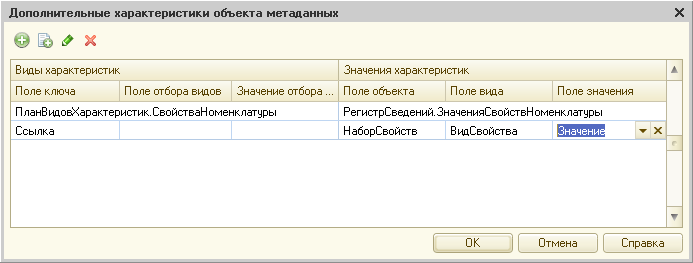 Дополнительные характеристики объекта метаданных
Виды характеристик Значения характеристик
Поле ключа Поле отбора видов Значение отбора ... Поле объекта Поле вида Поле значения
ПланВидовХарактеристик.СвойстваНоменклатуры РегистрСведений.ЗначенияСвойствНоменклатуры
Ссылка НаборСвойств ВидСвойства Значение
OK Отмена Справка